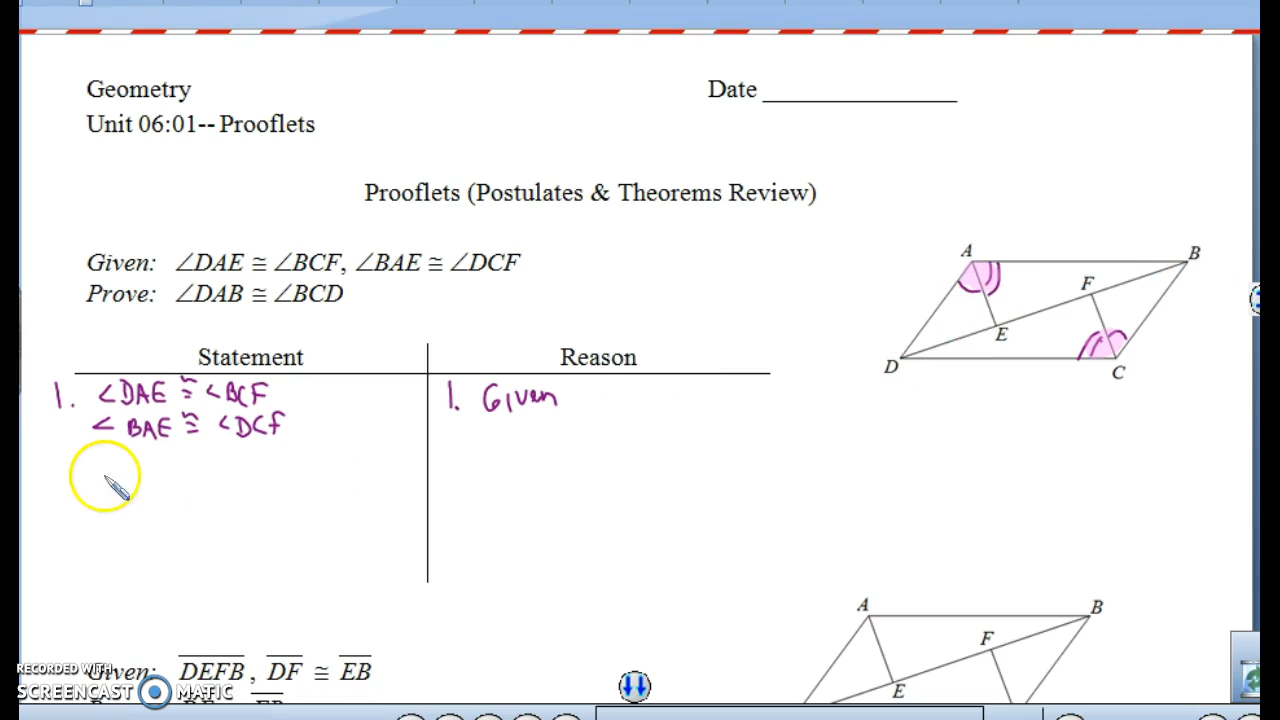 Geometry
Date ____________
Unit 06:01-- Prooflets
Prooflets (Postulates & Theorems Review)
Given: ∠DAE ≅ ∠BCF, ∠BAE ≅ ∠DCF
Prove: ∠DAB ≅ ∠BCD
A
B
F
E
D
C
Statement
Reason
1. ∠DAE ≅ ∠BCF
1. Given
∠BAE ≅ ∠DCF
A
B
F
E
Given: DEFB, DF ≅ EB
RECORDED WITH
SCREENCAST MATIC